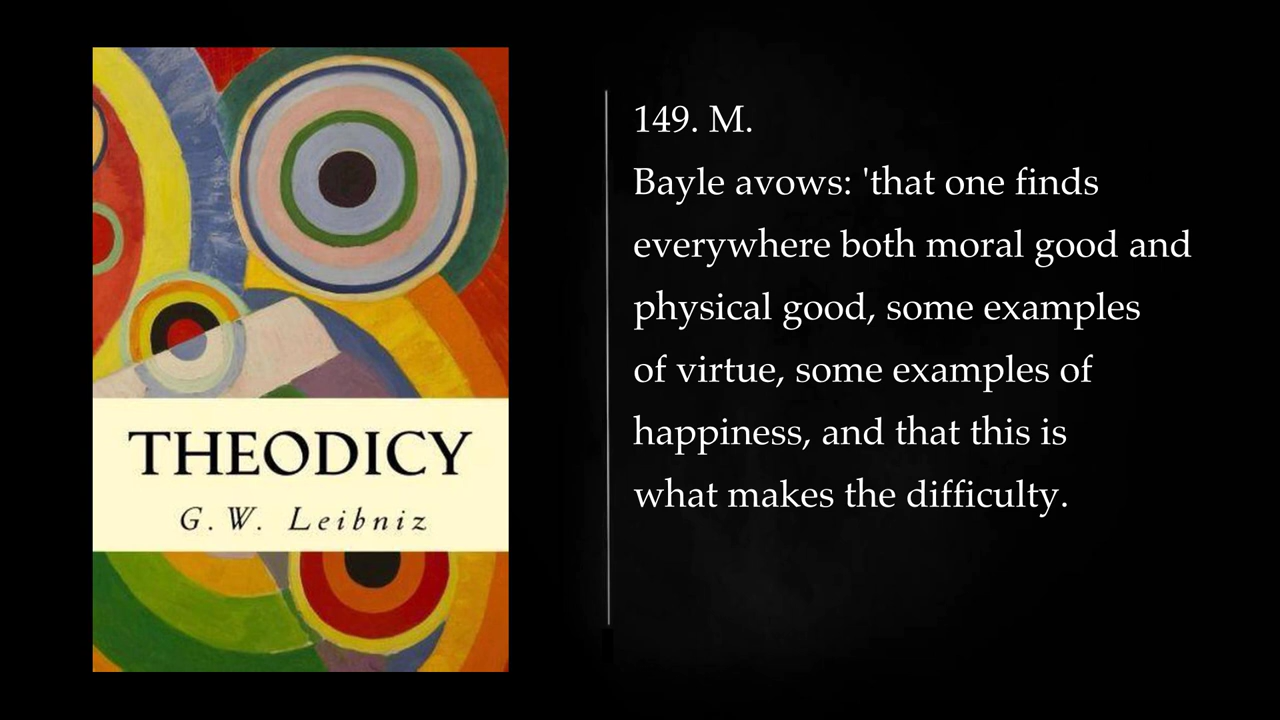 THEODICY
G. W. Leibniz
149. M.
Bayle avows: 'that one finds
everywhere both moral good and
physical good, some examples
of virtue, some examples of
happiness, and that this is
what makes the difficulty.